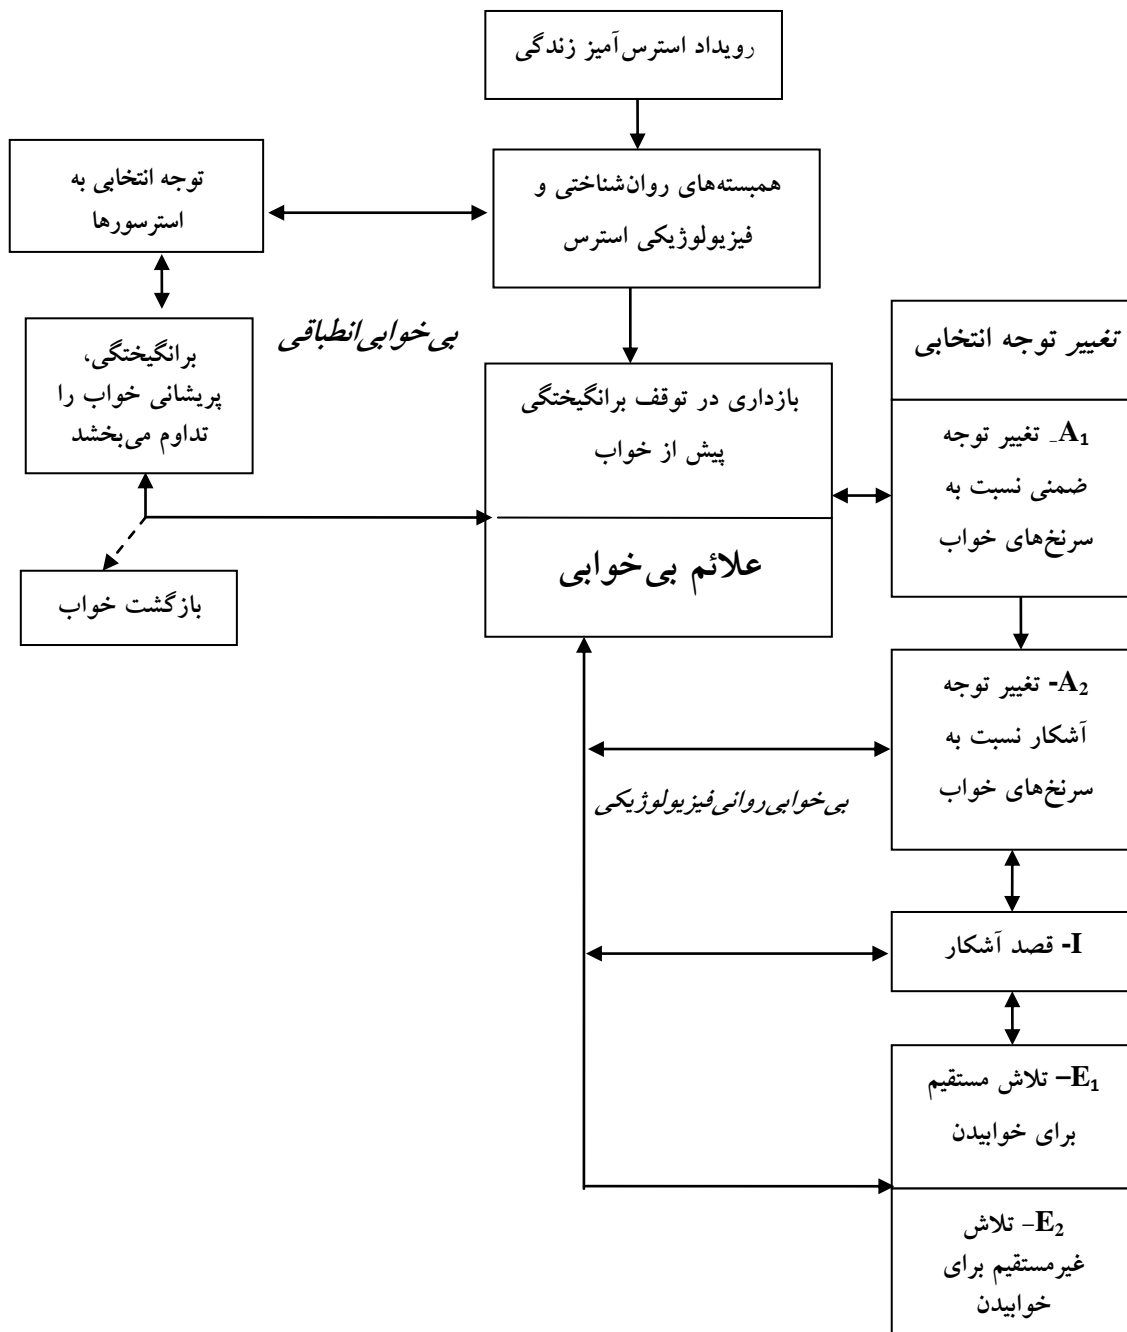 رویداد استرس‌آمیز زندگی
همبسته‌های روان‌شناختی و
فیزیولوژیکی استرس
توجه انتخابی به
استرسورها
برانگیختگی،
پریشانی خواب را
تداوم می‌بخشد
بی‌خوابی انطباقی
بازداری در توقف برانگیختگی
پیش از خواب
علائم بی‌خوابی
بازگشت خواب
تغییر توجه انتخابی
A1- تغییر توجه
ضمنی نسبت به
سرنخ‌های خواب
A2- تغییر توجه
آشکار نسبت به
سرنخ‌های خواب
بی‌خوابی روانی فیزیولوژیکی
I- قصد آشکار
E1– تلاش مستقیم
برای خوابیدن
E2– تلاش
غیرمستقیم برای
خوابیدن